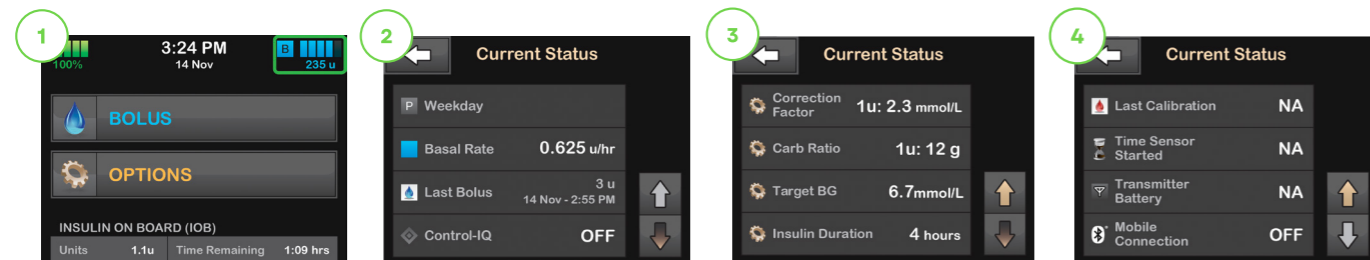 1
3:24 PM
100%
14 Nov
B
235 u
BOLUS
OPTIONS
INSULIN ON BOARD (IOB)
Units 1.1u Time Remaining 1:09 hrs
2
Current Status
P Weekday
Basal Rate 0.625 u/hr
Last Bolus 3 u
14 Nov - 2:55 PM
Control-IQ OFF
3
Current Status
Correction
Factor 1u: 2.3 mmol/L
Carb Ratio 1u: 12 g
Target BG 6.7mmol/L
Insulin Duration 4 hours
4
Current Status
Last Calibration NA
Time Sensor
Started NA
Transmitter
Battery NA
Mobile
Connection OFF